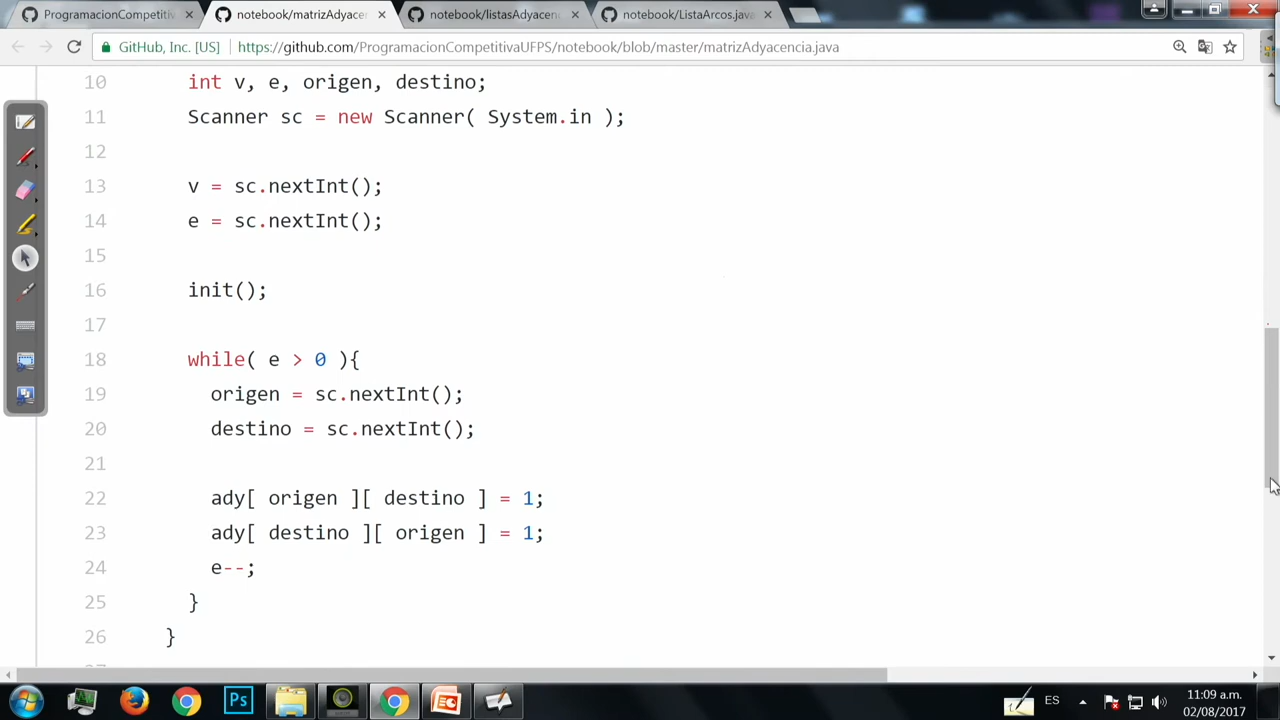 ProgramacionCompetitiv
notebook/matrizAdyacen
notebook/listasAdyacen
notebook/ListaArcos.java
GitHub, Inc. [US]
https://github.com/ProgramacionCompetitivaUFPS/notebook/blob/master/matrizAdyacencia.java
10 int v, e, origen, destino;
11 Scanner sc = new Scanner( System.in );
12
13 v = sc.nextInt();
14 e = sc.nextInt();
15
16 init();
17
18 while( e > 0 ){
19 origen = sc.nextInt();
20 destino = sc.nextInt();
21
22 ady[ origen ][ destino ] = 1;
23 ady[ destino ][ origen ] = 1;
24 e--;
25 }
26 }
Ps
ES
11:09 a.m.
02/08/2017